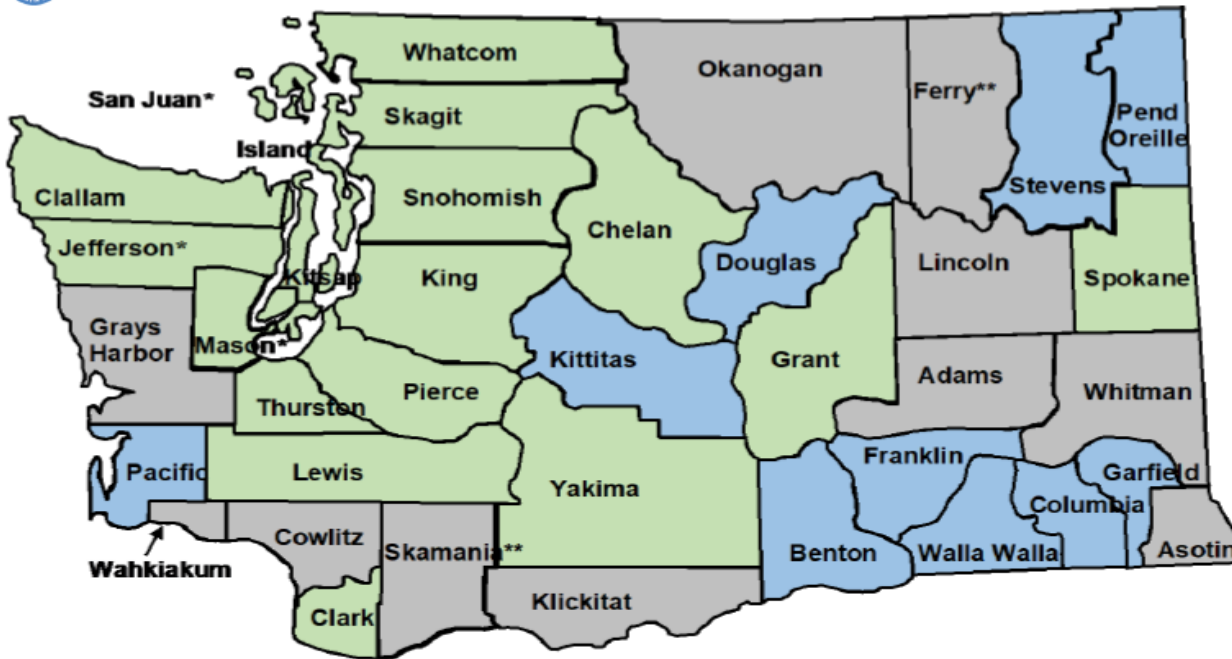 Whatcom
Okanogan
Ferry**
San Juan*
Pend
Oreille
Skagit
Island
Stevens
Clallam
Snohomish
Chelan
Jefferson*
Douglas
Lincoln
Kitsap
King
Spokane
Grays
Harbor
Mason*
Kittitas
Grant
Adams
Pierce
Whitman
Thurston
Franklin
Pacific
Lewis
Garfield
Yakima
Columbia
Cowlitz
Skamania**
Benton
Walla Walla
Asotin
Wahkiakum
Klickitat
Clark